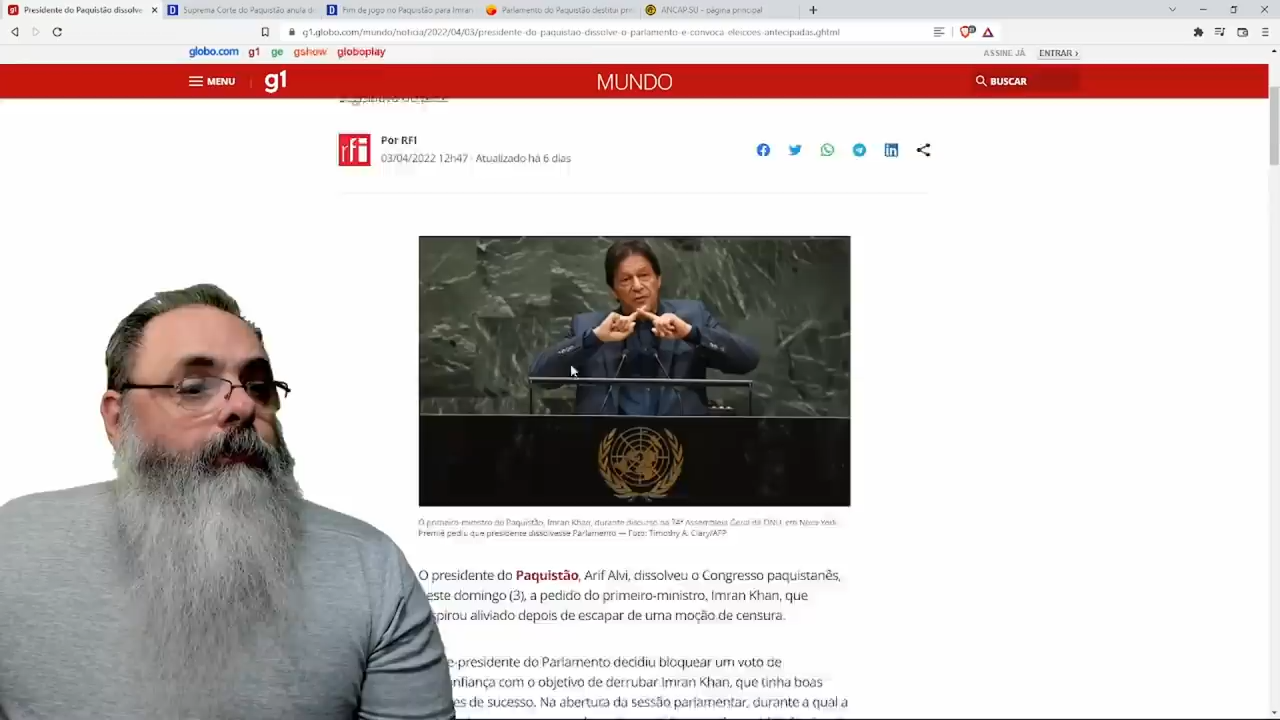 Presidente do Paquistão dissolve
Suprema Corte do Paquistão anula d
Fim de jogo no Paquistão para Imran
Parlamento do Paquistão destitui prim
ANCAP.SU - página principal
g1.globo.com/mundo/noticia/2022/04/03/presidente-do-paquistao-dissolve-o-parlamento-e-convoca-eleicoes-antecipadas.ghtml
globo.com g1 ge gshow globoplay
ASSINE JÁ ENTRAR ›
MENU g1 MUNDO BUSCAR
rfi
Por RFI
03/04/2022 12h47 · Atualizado há 6 dias
O primeiro-ministro do Paquistão, Imran Khan, durante discurso na 74ª Assembleia Geral da ONU, em Nova York.
Premiê pediu que presidente dissolvesse Parlamento — Foto: Timothy A. Clary/AFP
O presidente do Paquistão, Arif Alvi, dissolveu o Congresso paquistanês,
este domingo (3), a pedido do primeiro-ministro, Imran Khan, que
spirou aliviado depois de escapar de uma moção de censura.
e-presidente do Parlamento decidiu bloquear um voto de
nfiança com o objetivo de derrubar Imran Khan, que tinha boas
es de sucesso. Na abertura da sessão parlamentar, durante a qual a